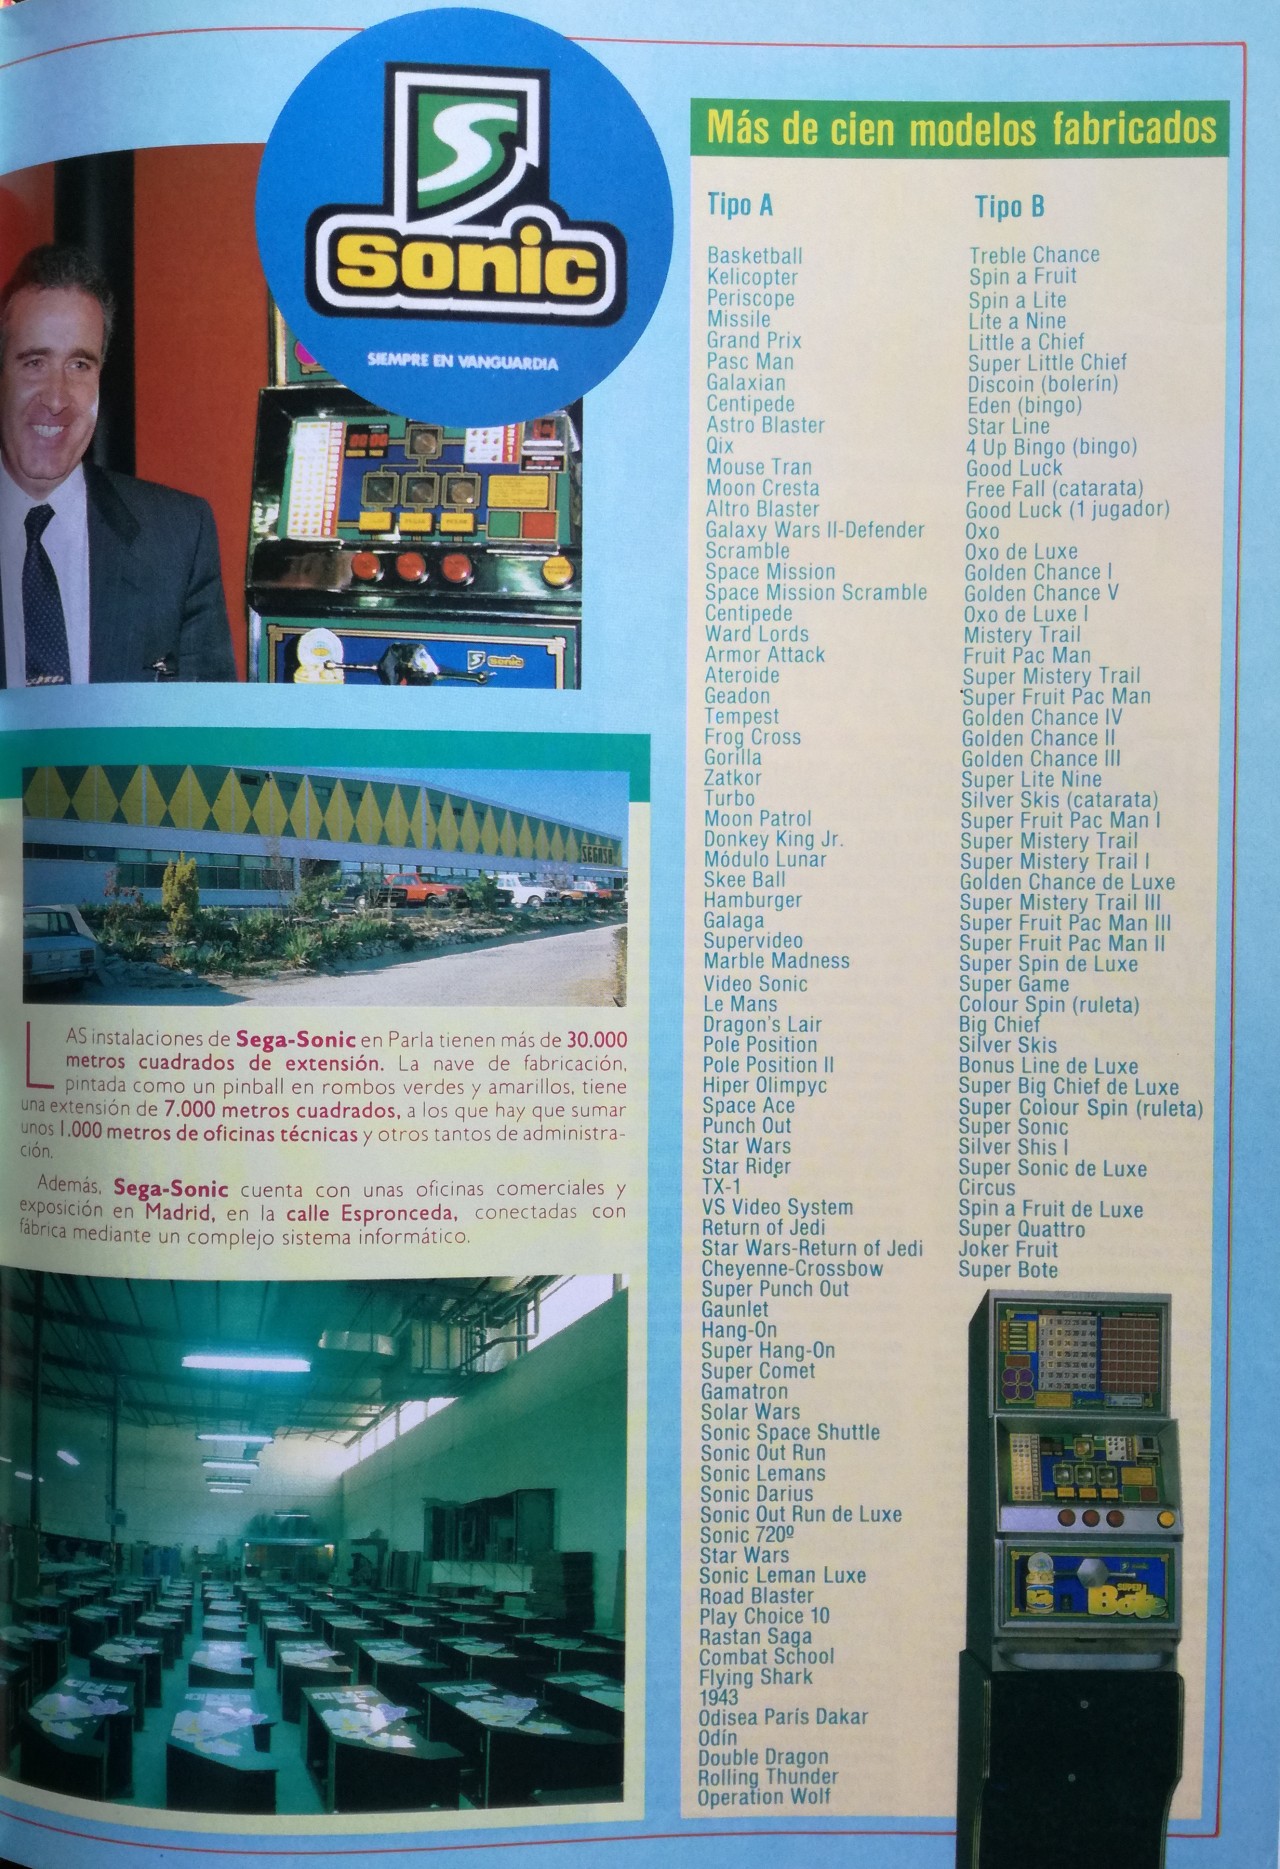 Sonic
SIEMPRE EN VANGUARDIA
sonic
SEGASA
LAS instalaciones de Sega-Sonic en Parla tienen más de 30.000
metros cuadrados de extensión. La nave de fabricación,
pintada como un pinball en rombos verdes y amarillos, tiene
una extensión de 7.000 metros cuadrados, a los que hay que sumar
unos 1.000 metros de oficinas técnicas y otros tantos de administra-
ción.
Además, Sega-Sonic cuenta con unas oficinas comerciales y
exposición en Madrid, en la calle Espronceda, conectadas con
fábrica mediante un complejo sistema informático.
Más de cien modelos fabricados
Tipo A
Basketball
Kelicopter
Periscope
Missile
Grand Prix
Pasc Man
Galaxian
Centipede
Astro Blaster
Qix
Mouse Tran
Moon Cresta
Altro Blaster
Galaxy Wars II-Defender
Scramble
Space Mission
Space Mission Scramble
Centipede
Ward Lords
Armor Attack
Ateroide
Geadon
Tempest
Frog Cross
Gorilla
Zatkor
Turbo
Moon Patrol
Donkey King Jr.
Módulo Lunar
Skee Ball
Hamburger
Galaga
Supervideo
Marble Madness
Video Sonic
Le Mans
Dragon's Lair
Pole Position
Pole Position II
Hiper Olimpyc
Space Ace
Punch Out
Star Wars
Star Rider
TX-1
VS Video System
Return of Jedi
Star Wars-Return of Jedi
Cheyenne-Crossbow
Super Punch Out
Gaunlet
Hang-On
Super Hang-On
Super Comet
Gamatron
Solar Wars
Sonic Space Shuttle
Sonic Out Run
Sonic Lemans
Sonic Darius
Sonic Out Run de Luxe
Sonic 720º
Star Wars
Sonic Leman Luxe
Road Blaster
Play Choice 10
Rastan Saga
Combat School
Flying Shark
1943
Odisea París Dakar
Odín
Double Dragon
Rolling Thunder
Operation Wolf
Tipo B
Treble Chance
Spin a Fruit
Spin a Lite
Lite a Nine
Little a Chief
Super Little Chief
Discoin (bolerín)
Eden (bingo)
Star Line
4 Up Bingo (bingo)
Good Luck
Free Fall (catarata)
Good Luck (1 jugador)
Oxo
Oxo de Luxe
Golden Chance I
Golden Chance V
Oxo de Luxe I
Mistery Trail
Fruit Pac Man
Super Mistery Trail
Super Fruit Pac Man
Golden Chance IV
Golden Chance II
Golden Chance III
Super Lite Nine
Silver Skis (catarata)
Super Fruit Pac Man I
Super Mistery Trail
Super Mistery Trail I
Golden Chance de Luxe
Super Mistery Trail III
Super Fruit Pac Man III
Super Fruit Pac Man II
Super Spin de Luxe
Super Game
Colour Spin (ruleta)
Big Chief
Silver Skis
Bonus Line de Luxe
Super Big Chief de Luxe
Super Colour Spin (ruleta)
Super Sonic
Silver Shis I
Super Sonic de Luxe
Circus
Spin a Fruit de Luxe
Super Quattro
Joker Fruit
Super Bote
sonic
SUPER
Bote